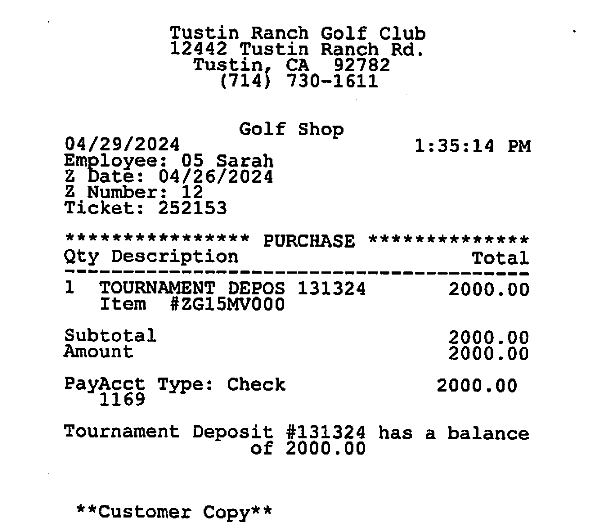 Tustin Ranch Golf Club
12442 Tustin Ranch Rd.
Tustin, CA 92782
(714) 730-1611
Golf Shop
04/29/2024 1:35:14 PM
Employee: 05 Sarah
Z Date: 04/26/2024
Z Number: 12
Ticket: 252153
**************** PURCHASE **************
Qty Description Total
----------------------------------------
1 TOURNAMENT DEPOS 131324 2000.00
Item #ZG15MV000
Subtotal 2000.00
Amount 2000.00
PayAcct Type: Check 2000.00
1169
Tournament Deposit #131324 has a balance
of 2000.00
**Customer Copy**